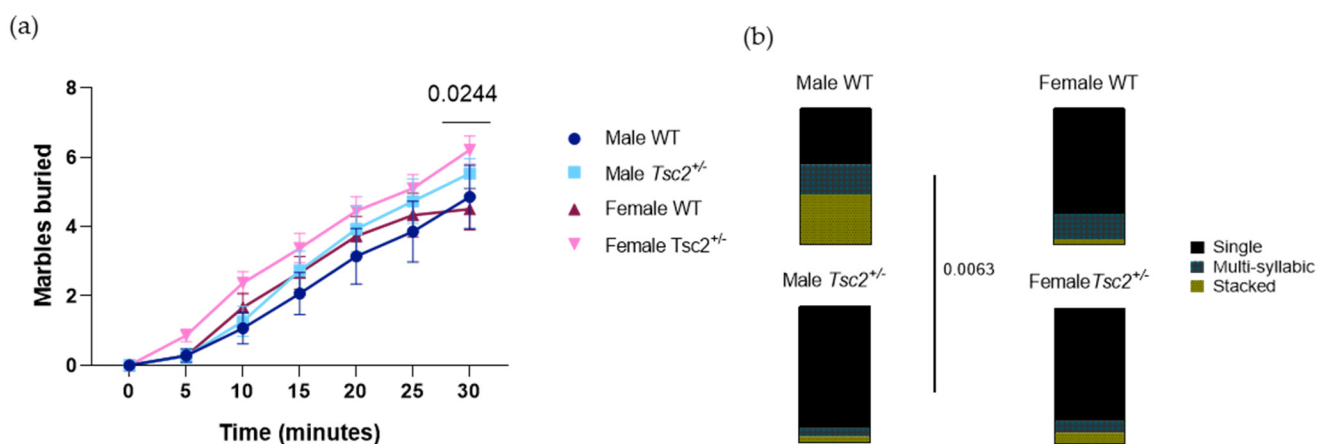 (a)
8
6
4
2
0
Marbles buried
0 5 10 15 20 25 30
Time (minutes)
0.0244
Male WT
Male Tsc2+/-
Female WT
Female Tsc2+/-
(b)
Male WT
Female WT
Male Tsc2+/-
Female Tsc2+/-
0.0063
Single
Multi-syllabic
Stacked